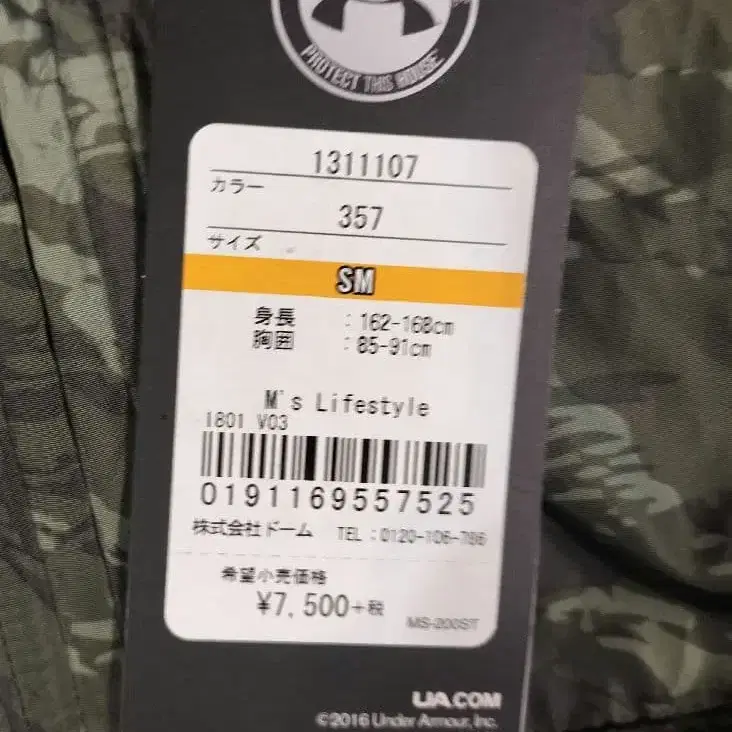 PROTECT THIS HOUSE
1311107
カラー
357
サイズ
SM
身長 : 162-168cm
胸囲 : 85-91cm
M's Lifestyle
1801 V03
0191169557525
株式会社ドーム TEL : 0120-106-786
希望小売価格
¥7,500+税
MS-200ST
UA.COM
©2016 Under Armour, Inc.